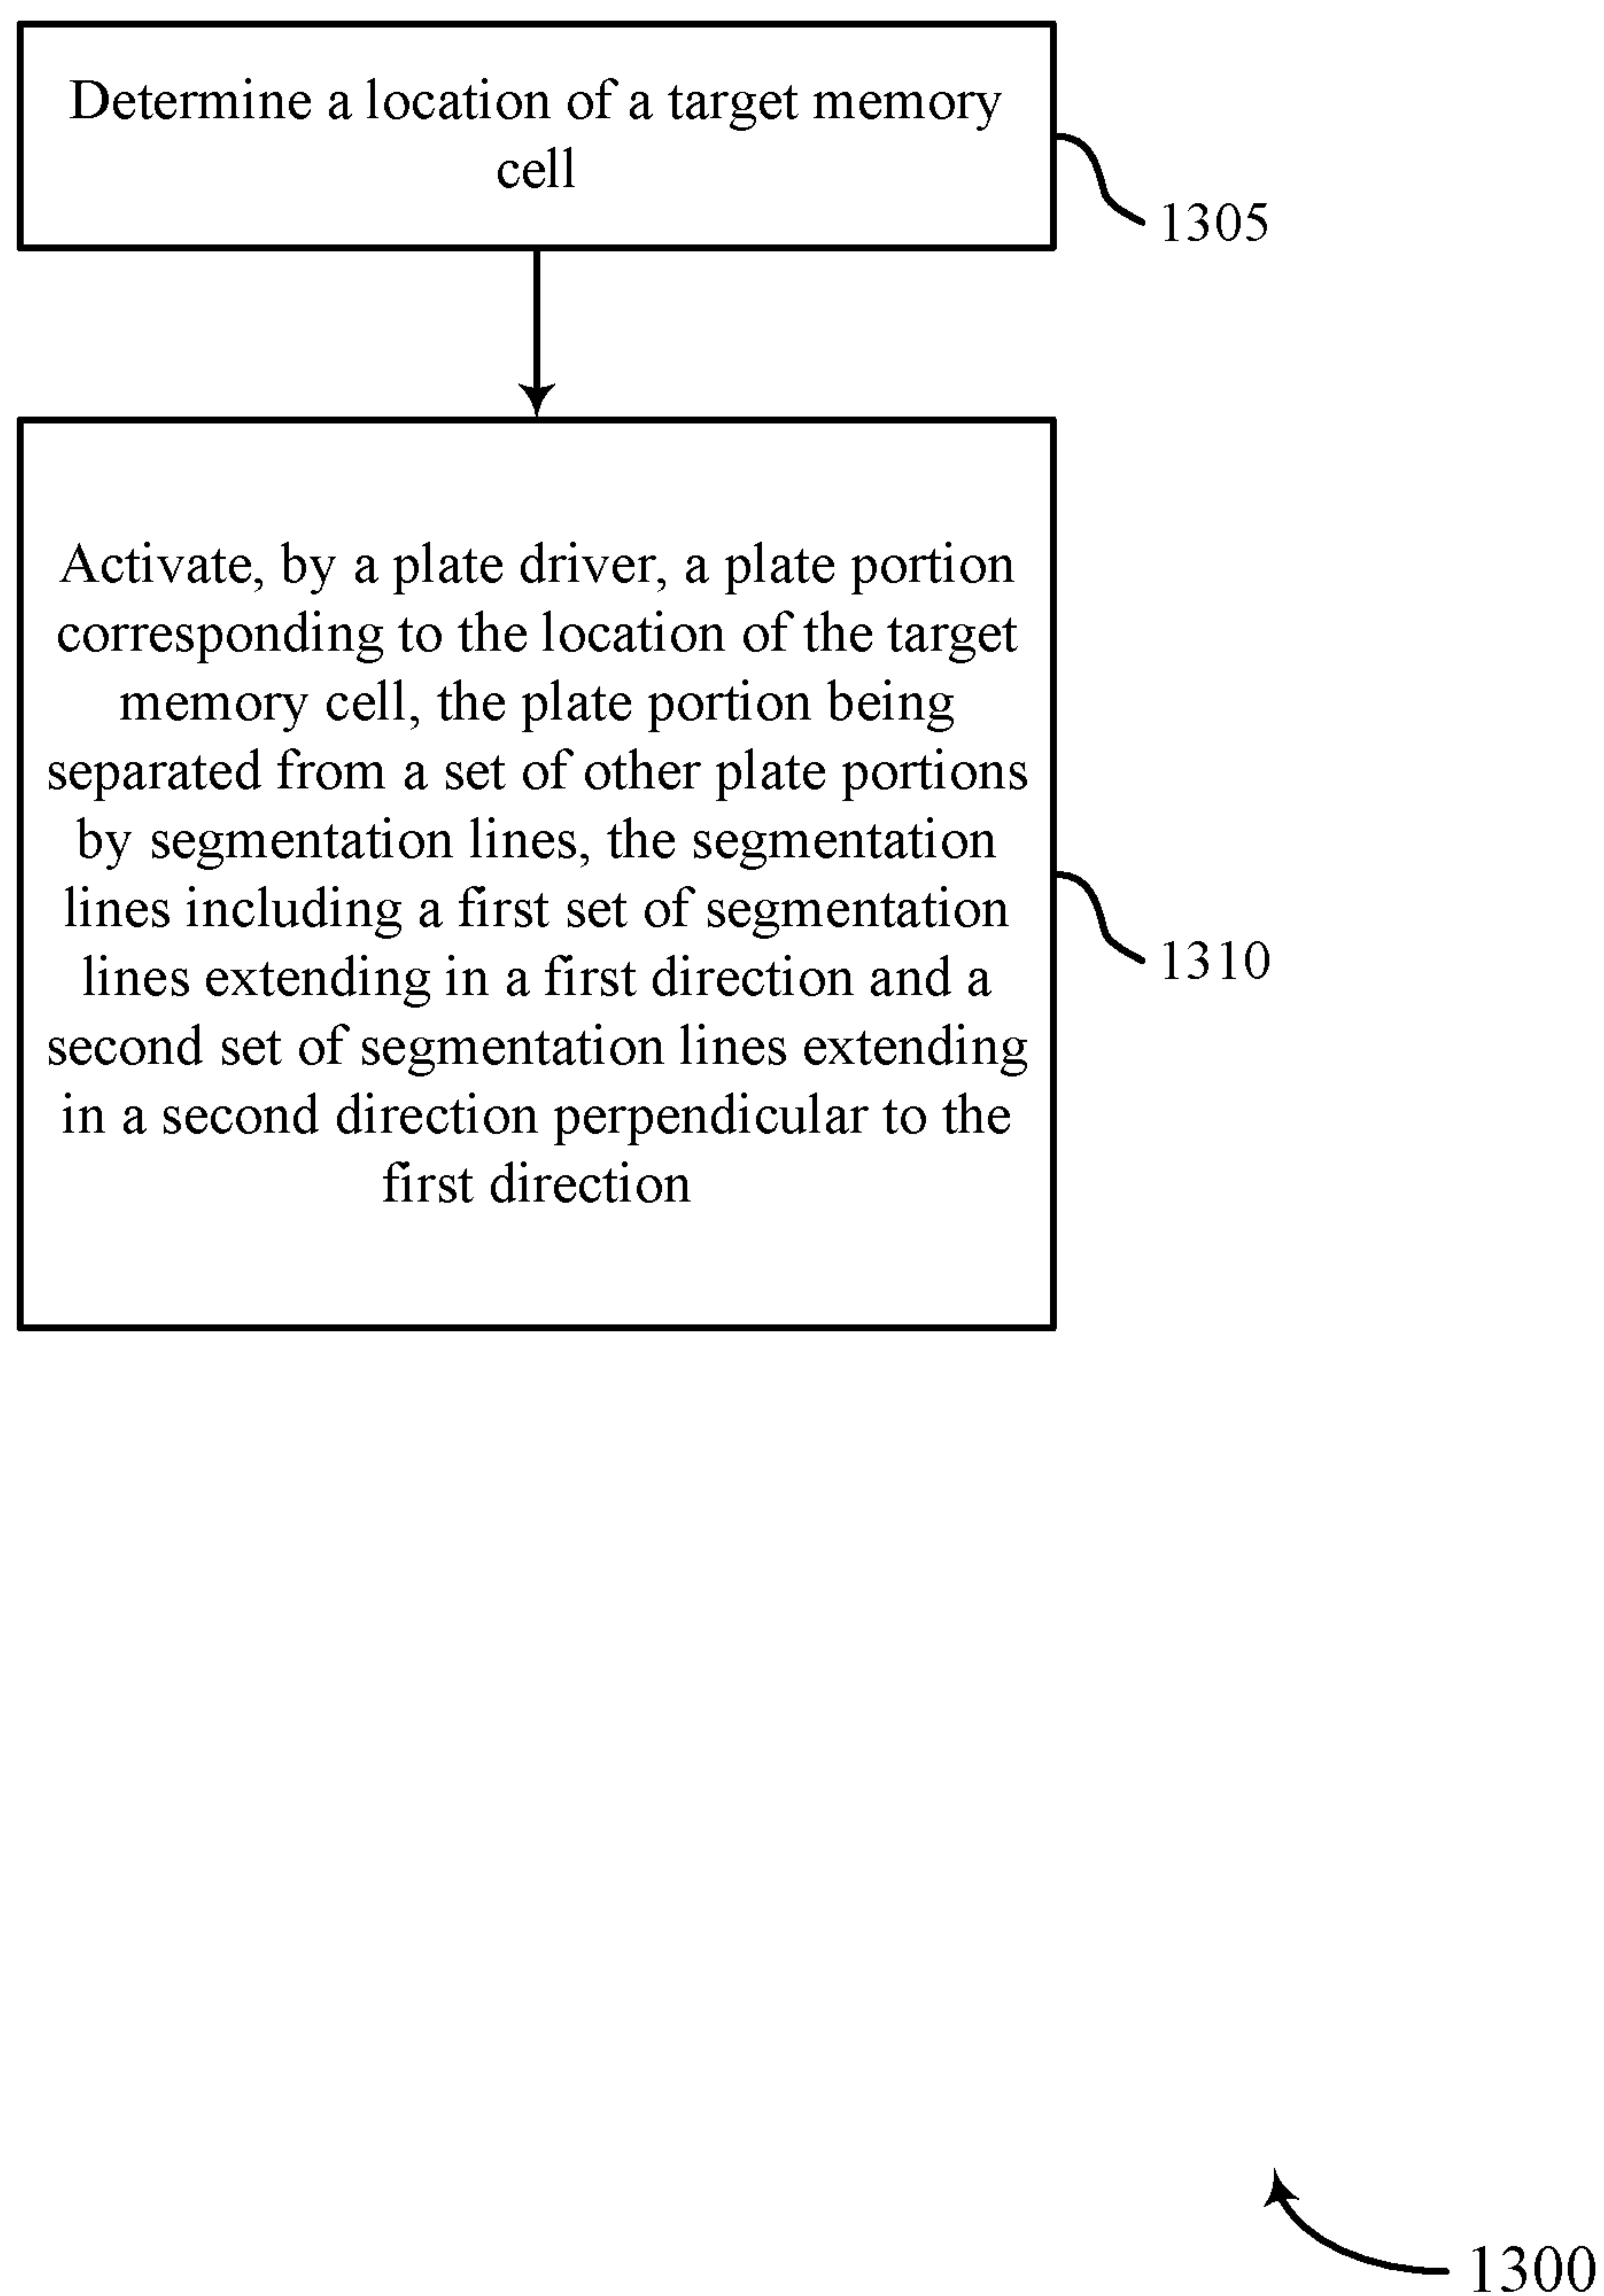 Determine a location of a target memory
cell
1305
Activate, by a plate driver, a plate portion
corresponding to the location of the target
memory cell, the plate portion being
separated from a set of other plate portions
by segmentation lines, the segmentation
lines including a first set of segmentation
lines extending in a first direction and a
second set of segmentation lines extending
in a second direction perpendicular to the
first direction
1310
1300